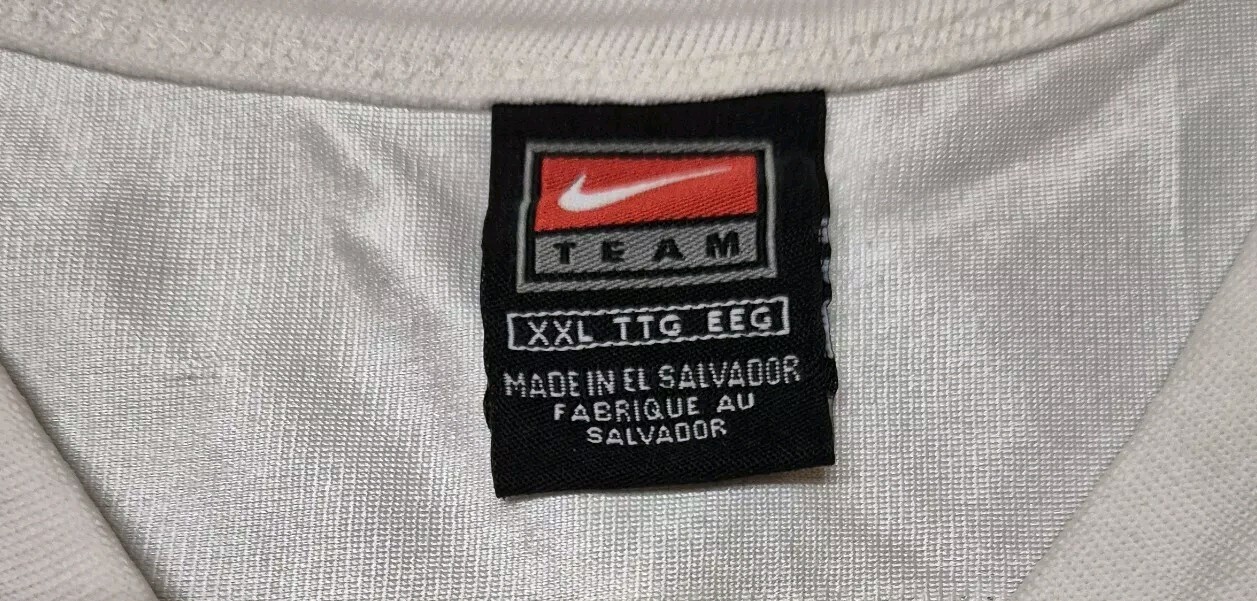 TEAM
XXL TTG EEG
MADE IN EL SALVADOR
FABRIQUE AU
SALVADOR